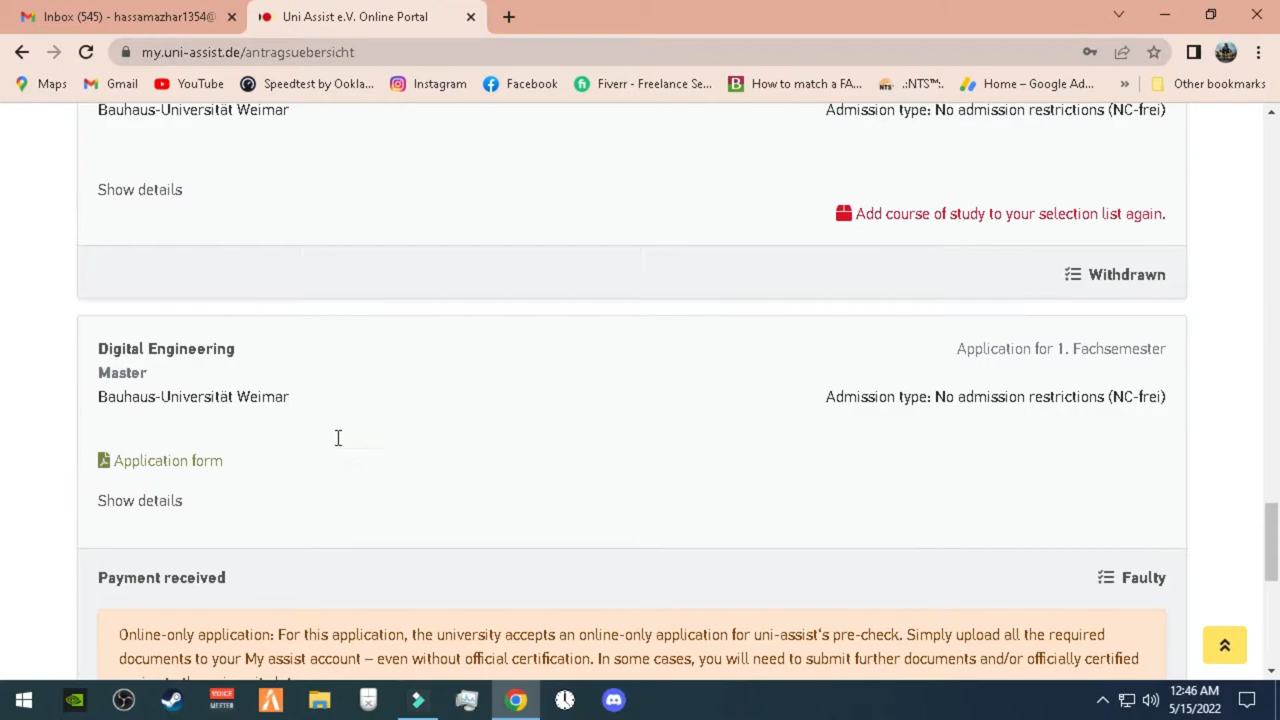 Inbox (545) - hassamazhar1354@
Uni Assist e.V. Online Portal
my.uni-assist.de/antragsuebersicht
Maps
Gmail
YouTube
Speedtest by Ookla...
Instagram
Facebook
Fiverr - Freelance Se...
How to match a FA...
.:NTS™:.
Home – Google Ad...
»
Other bookmarks
Bauhaus-Universität Weimar
Admission type: No admission restrictions (NC-frei)
Show details
Add course of study to your selection list again.
Withdrawn
Digital Engineering
Application for 1. Fachsemester
Master
Bauhaus-Universität Weimar
Admission type: No admission restrictions (NC-frei)
Application form
Show details
Payment received
Faulty
Online-only application: For this application, the university accepts an online-only application for uni-assist's pre-check. Simply upload all the required
documents to your My assist account – even without official certification. In some cases, you will need to submit further documents and/or officially certified
VOICE
MEETER
12:46 AM
5/15/2022